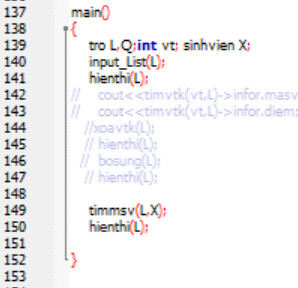 137 main()
138 {
139 tro L,Q;int vt; sinhvien X;
140 input_List(L);
141 hienthi(L);
142 // cout<<timvtk(vt,L)->infor.masv
143 // cout<<timvtk(vt,L)->infor.diem;
144 //xoavtk(L);
145 // hienthi(L);
146 // bosung(L);
147 // hienthi(L);
148
149 timmsv(L,X);
150 hienthi(L);
151
152 }
153